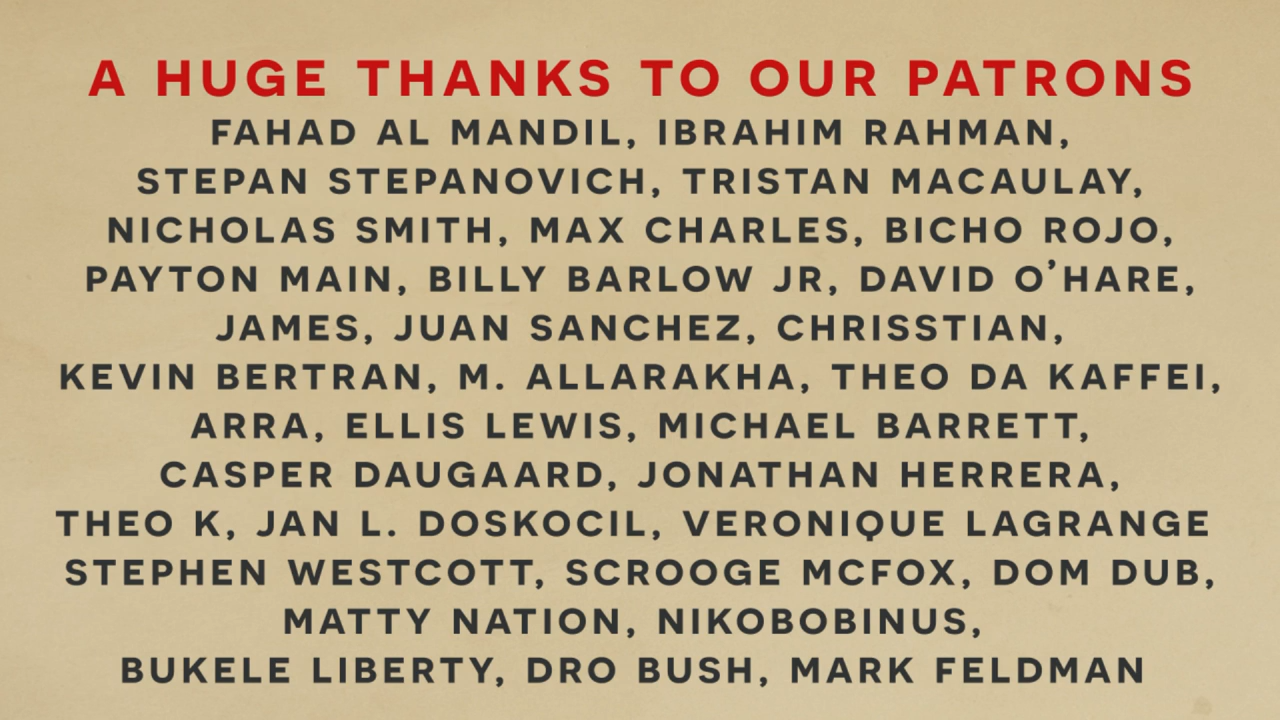 A HUGE THANKS TO OUR PATRONS
FAHAD AL MANDIL, IBRAHIM RAHMAN,
STEPAN STEPANOVICH, TRISTAN MACAULAY,
NICHOLAS SMITH, MAX CHARLES, BICHO ROJO,
PAYTON MAIN, BILLY BARLOW JR, DAVID O'HARE,
JAMES, JUAN SANCHEZ, CHRISSTIAN,
KEVIN BERTRAN, M. ALLARAKHA, THEO DA KAFFEI,
ARRA, ELLIS LEWIS, MICHAEL BARRETT,
CASPER DAUGAARD, JONATHAN HERRERA,
THEO K, JAN L. DOSKOCIL, VERONIQUE LAGRANGE
STEPHEN WESTCOTT, SCROOGE MCFOX, DOM DUB,
MATTY NATION, NIKOBOBINUS,
BUKELE LIBERTY, DRO BUSH, MARK FELDMAN